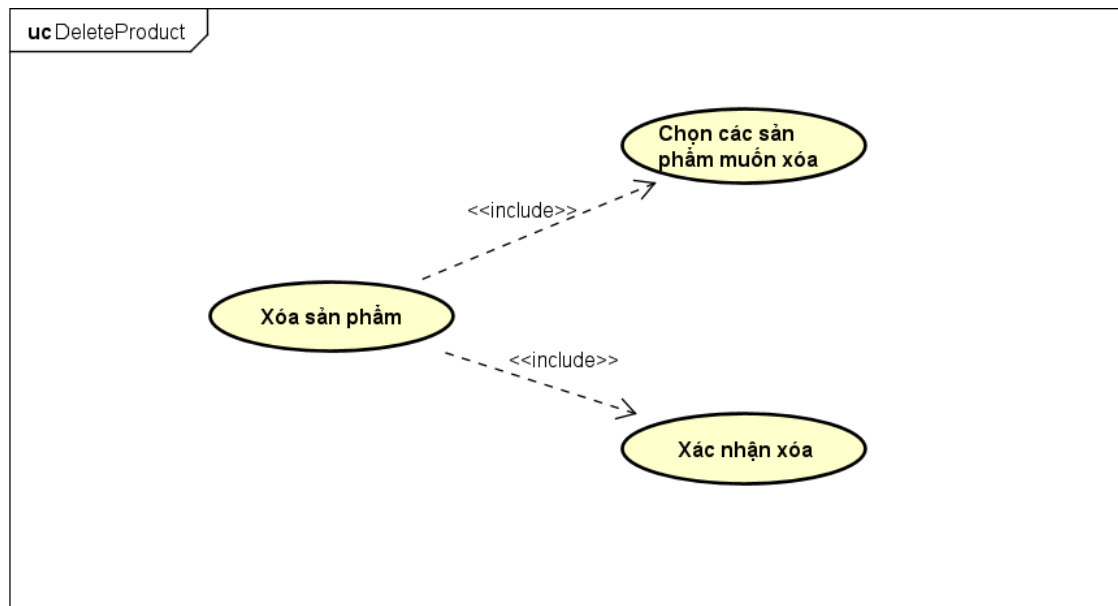 uc DeleteProduct
Chọn các sản
phẩm muốn xóa
<<include>>
Xóa sản phẩm
<<include>>
Xác nhận xóa